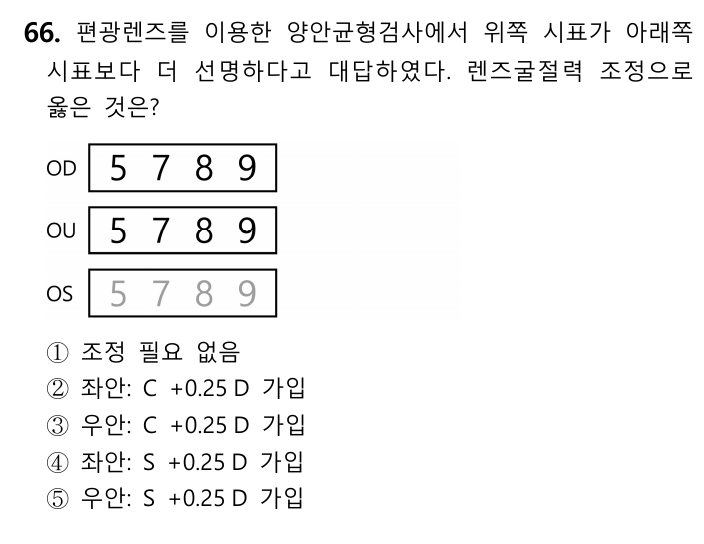 66. 편광렌즈를 이용한 양안균형검사에서 위쪽 시표가 아래쪽
시표보다 더 선명하다고 대답하였다. 렌즈굴절력 조정으로
옳은 것은?
OD 5 7 8 9
OU 5 7 8 9
OS 5 7 8 9
① 조정 필요 없음
② 좌안: C +0.25 D 가입
③ 우안: C +0.25 D 가입
④ 좌안: S +0.25 D 가입
⑤ 우안: S +0.25 D 가입